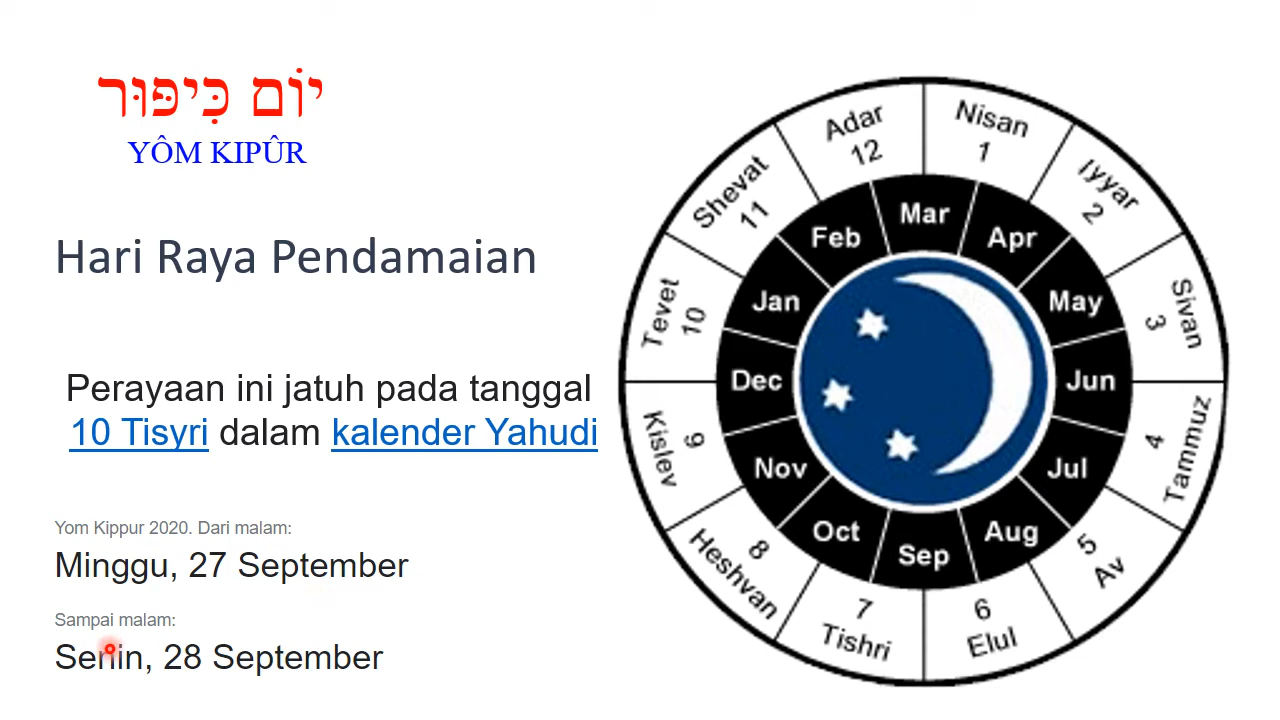 יוֹם כִּיפּוּר
YÔM KIPÛR
Hari Raya Pendamaian
Perayaan ini jatuh pada tanggal
10 Tisyri dalam kalender Yahudi
Yom Kippur 2020. Dari malam:
Minggu, 27 September
Sampai malam:
Senin, 28 September
Nisan
1
Iyyar
2
Sivan
3
Tammuz
4
Av
5
Elul
6
Tishri
7
Heshvan
8
Kislev
9
Tevet
10
Shevat
11
Adar
12
Mar
Apr
May
Jun
Jul
Aug
Sep
Oct
Nov
Dec
Jan
Feb